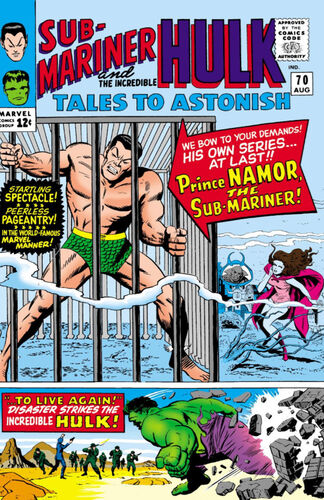 SUB-MARINER
and
THE INCREDIBLE
HULK
TALES TO ASTONISH
APPROVED
BY THE
COMICS
CODE
AUTHORITY
IND.
70
AUG
MARVEL
COMICS
GROUP
12¢
WE BOW TO YOUR DEMANDS!
HIS OWN SERIES...
AT LAST!!
Prince NAMOR,
THE
SUB-MARINER!
STARTLING
SPECTACLE!
PEERLESS
PAGEANTRY!
IN THE WORLD-FAMOUS
MARVEL MANNER!
"TO LIVE AGAIN!"
DISASTER STRIKES THE
INCREDIBLE HULK!